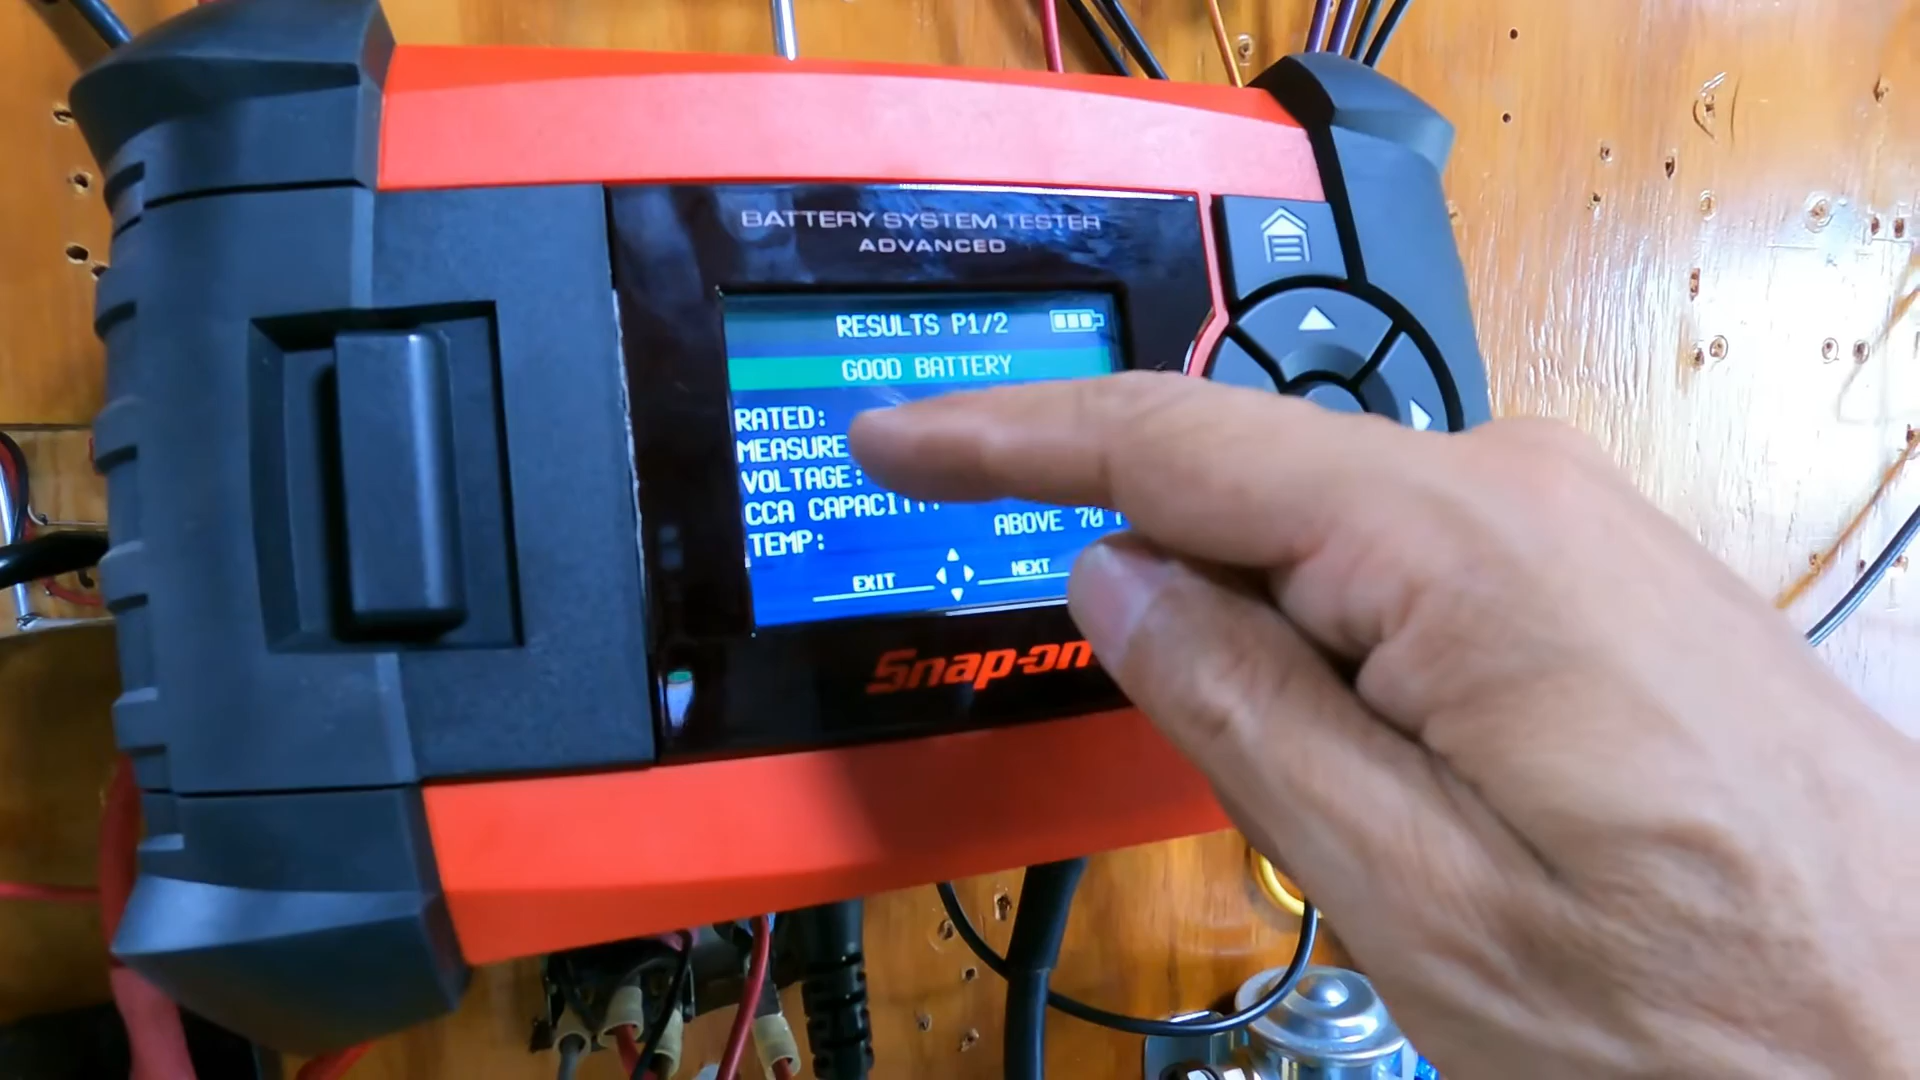 BATTERY SYSTEM TESTER
ADVANCED
RESULTS P1/2
GOOD BATTERY
RATED:
MEASURE
VOLTAGE:
CCA CAPACITY:
TEMP: ABOVE 70
EXIT NEXT
Snap-on